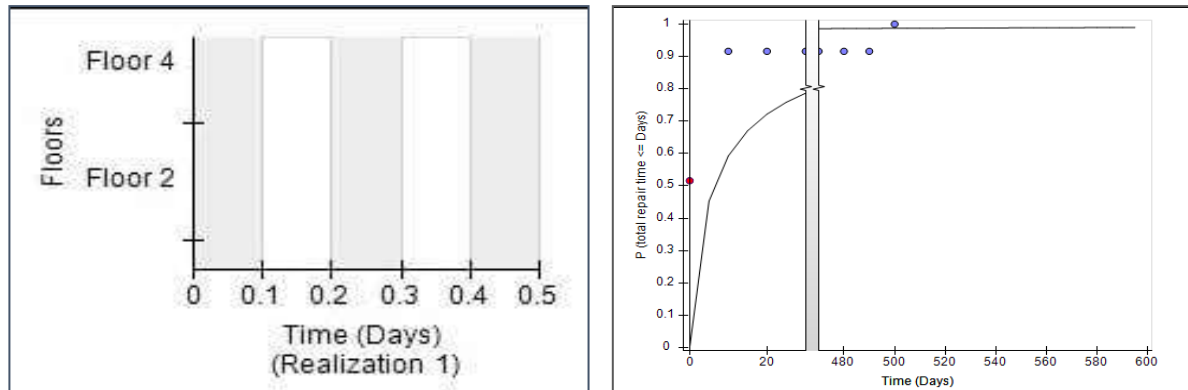 Floor 4
Floors
Floor 2
0 0.1 0.2 0.3 0.4 0.5
Time (Days)
(Realization 1)
P (total repair time <= Days)
1
0.9
0.8
0.7
0.6
0.5
0.4
0.3
0.2
0.1
0
0 20 480 500 520 540 560 580 600
Time (Days)